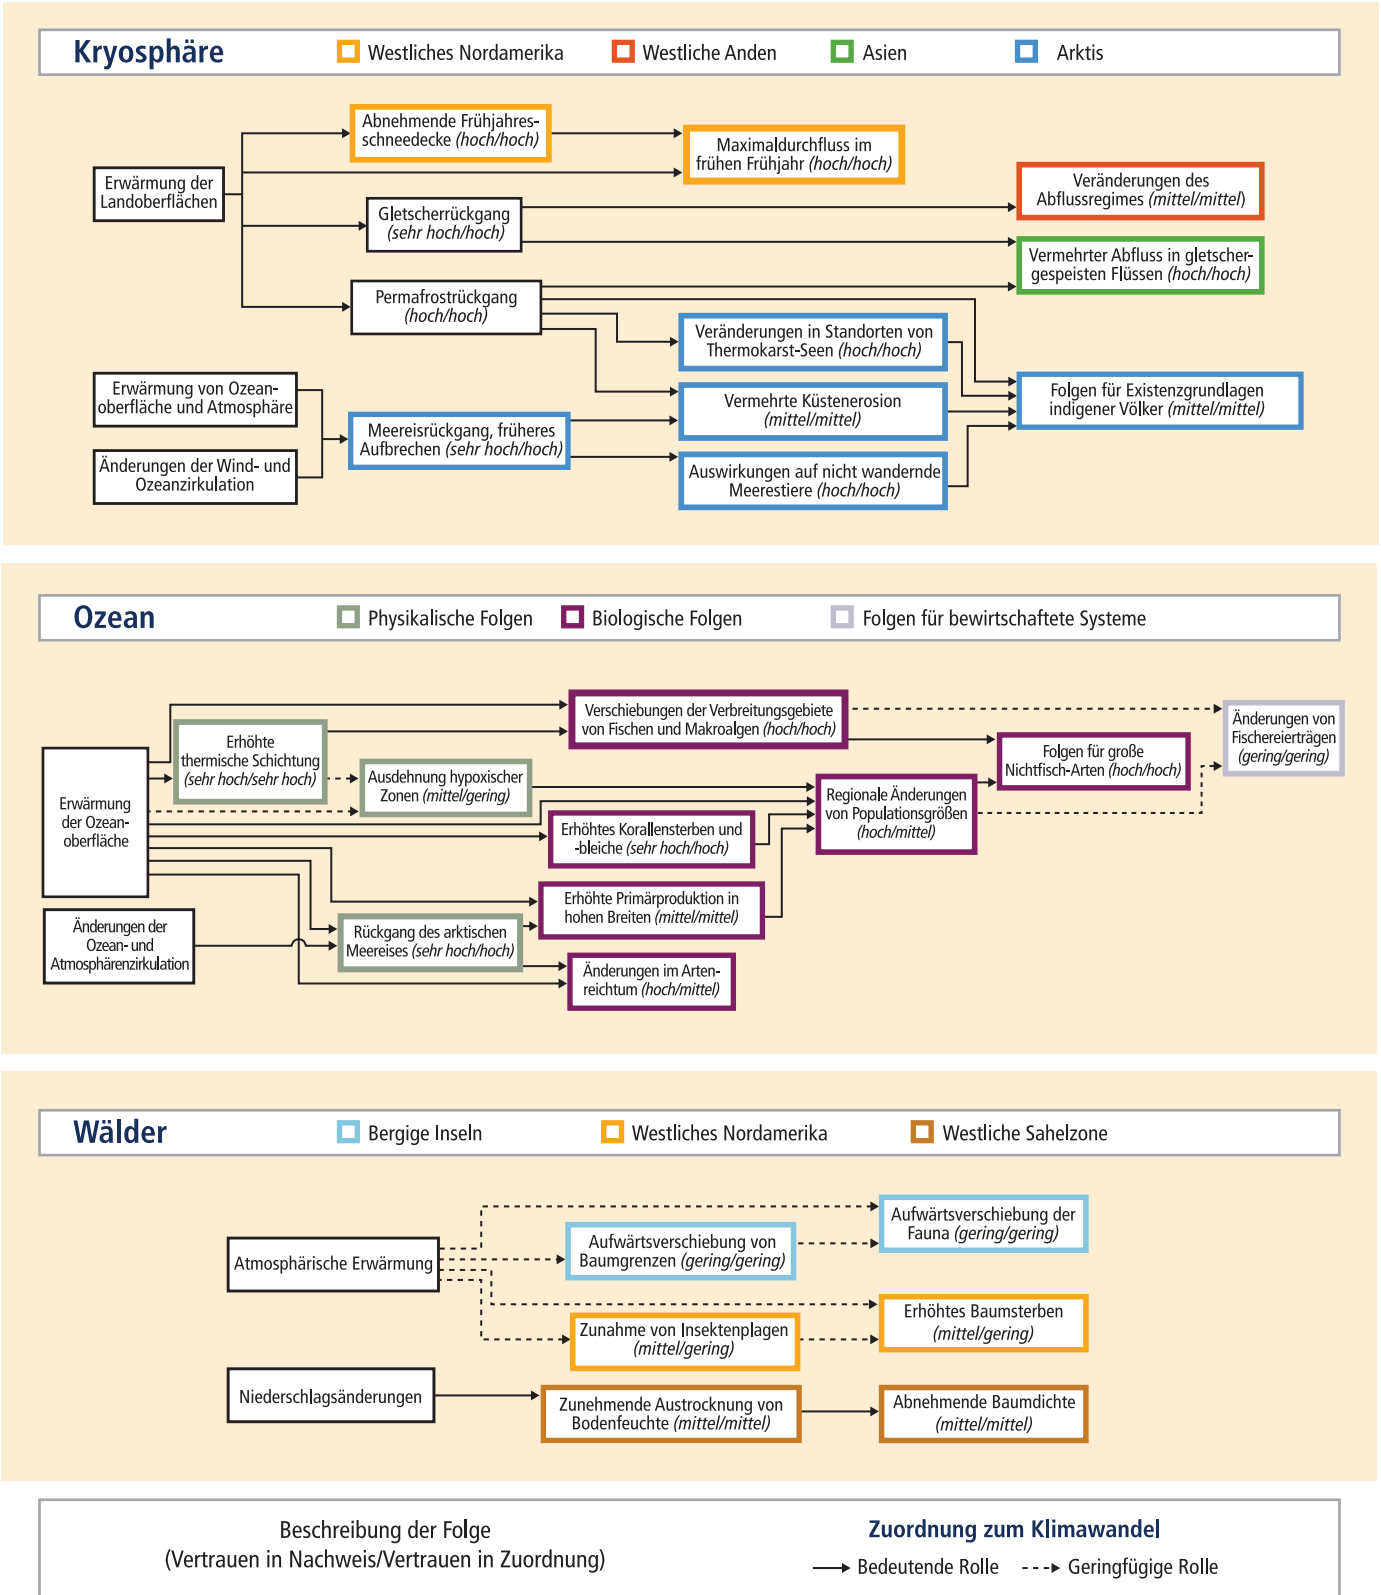 Kryosphäre
Westliches Nordamerika
Westliche Anden
Asien
Arktis
Abnehmende Frühjahres-
schneedecke (hoch/hoch)
Maximaldurchfluss im
frühen Frühjahr (hoch/hoch)
Erwärmung der
Landoberflächen
Veränderungen des
Abflussregimes (mittel/mittel)
Gletscherrückgang
(sehr hoch/hoch)
Vermehrter Abfluss in gletscher-
gespeisten Flüssen (hoch/hoch)
Permafrostrückgang
(hoch/hoch)
Veränderungen in Standorten von
Thermokarst-Seen (hoch/hoch)
Erwärmung von Ozean-
oberfläche und Atmosphäre
Vermehrte Küstenerosion
(mittel/mittel)
Folgen für Existenzgrundlagen
indigener Völker (mittel/mittel)
Meereisrückgang, früheres
Aufbrechen (sehr hoch/hoch)
Änderungen der Wind- und
Ozeanzirkulation
Auswirkungen auf nicht wandernde
Meerestiere (hoch/hoch)
Ozean
Physikalische Folgen
Biologische Folgen
Folgen für bewirtschaftete Systeme
Verschiebungen der Verbreitungsgebiete
von Fischen und Makroalgen (hoch/hoch)
Änderungen von
Fischereierträgen
(gering/gering)
Erhöhte
thermische Schichtung
(sehr hoch/sehr hoch)
Folgen für große
Nichtfisch-Arten (hoch/hoch)
Ausdehnung hypoxischer
Zonen (mittel/gering)
Regionale Änderungen
von Populationsgrößen
(hoch/mittel)
Erwärmung
der Ozean-
oberfläche
Erhöhtes Korallensterben und
-bleiche (sehr hoch/hoch)
Erhöhte Primärproduktion in
hohen Breiten (mittel/mittel)
Änderungen der
Ozean- und
Atmosphärenzirkulation
Rückgang des arktischen
Meereises (sehr hoch/hoch)
Änderungen im Arten-
reichtum (hoch/mittel)
Wälder
Bergige Inseln
Westliches Nordamerika
Westliche Sahelzone
Aufwärtsverschiebung der
Fauna (gering/gering)
Atmosphärische Erwärmung
Aufwärtsverschiebung von
Baumgrenzen (gering/gering)
Erhöhtes Baumsterben
(mittel/gering)
Zunahme von Insektenplagen
(mittel/gering)
Niederschlagsänderungen
Zunehmende Austrocknung von
Bodenfeuchte (mittel/mittel)
Abnehmende Baumdichte
(mittel/mittel)
Beschreibung der Folge
(Vertrauen in Nachweis/Vertrauen in Zuordnung)
Zuordnung zum Klimawandel
Bedeutende Rolle
Geringfügige Rolle